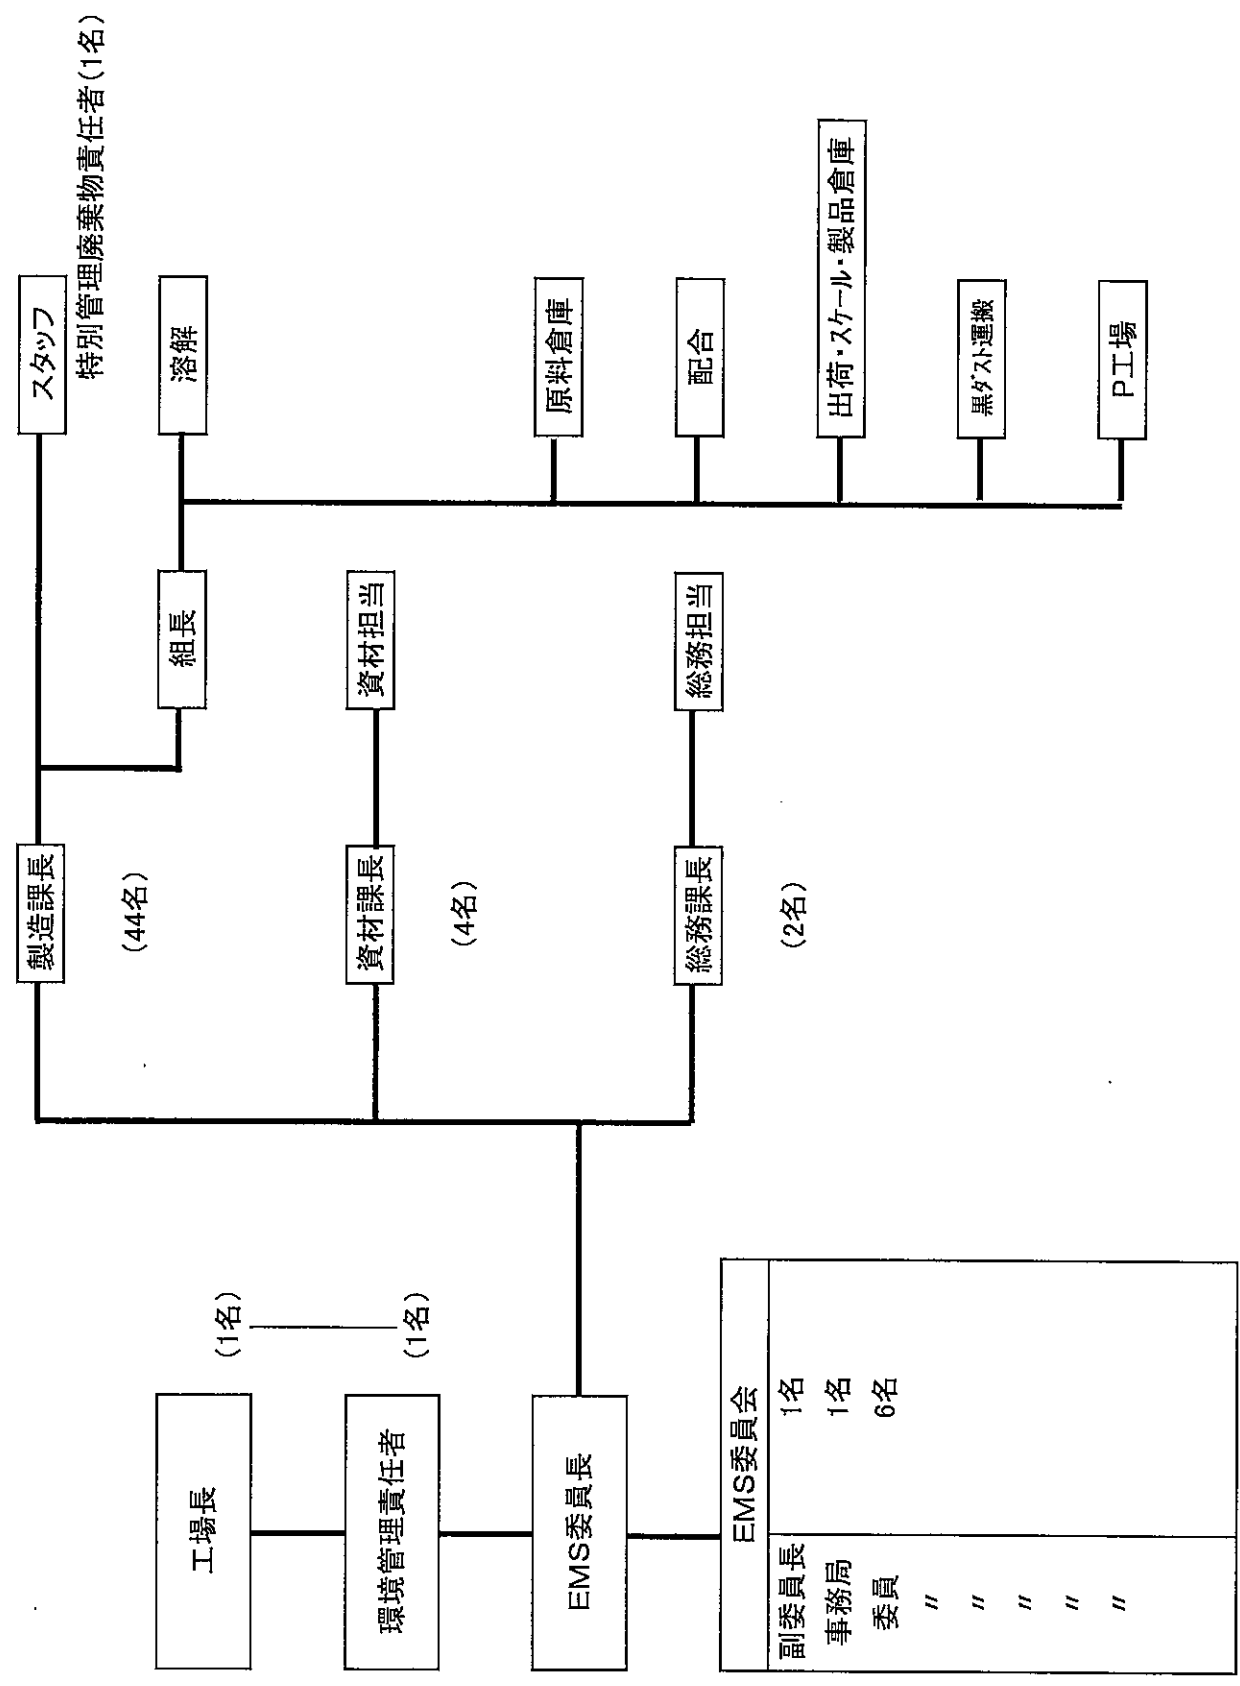 工場長
(1名)
環境管理責任者
(1名)
EMS委員長
EMS委員会
副委員長 1名
事務局 1名
委員 6名
〃
〃
〃
〃
〃
製造課長
(44名)
資材課長
(4名)
総務課長
(2名)
組長
資材担当
総務担当
スタッフ
特別管理廃棄物責任者(1名)
溶解
原料倉庫
配合
出荷・スケール・製品倉庫
黒ダスト運搬
P工場